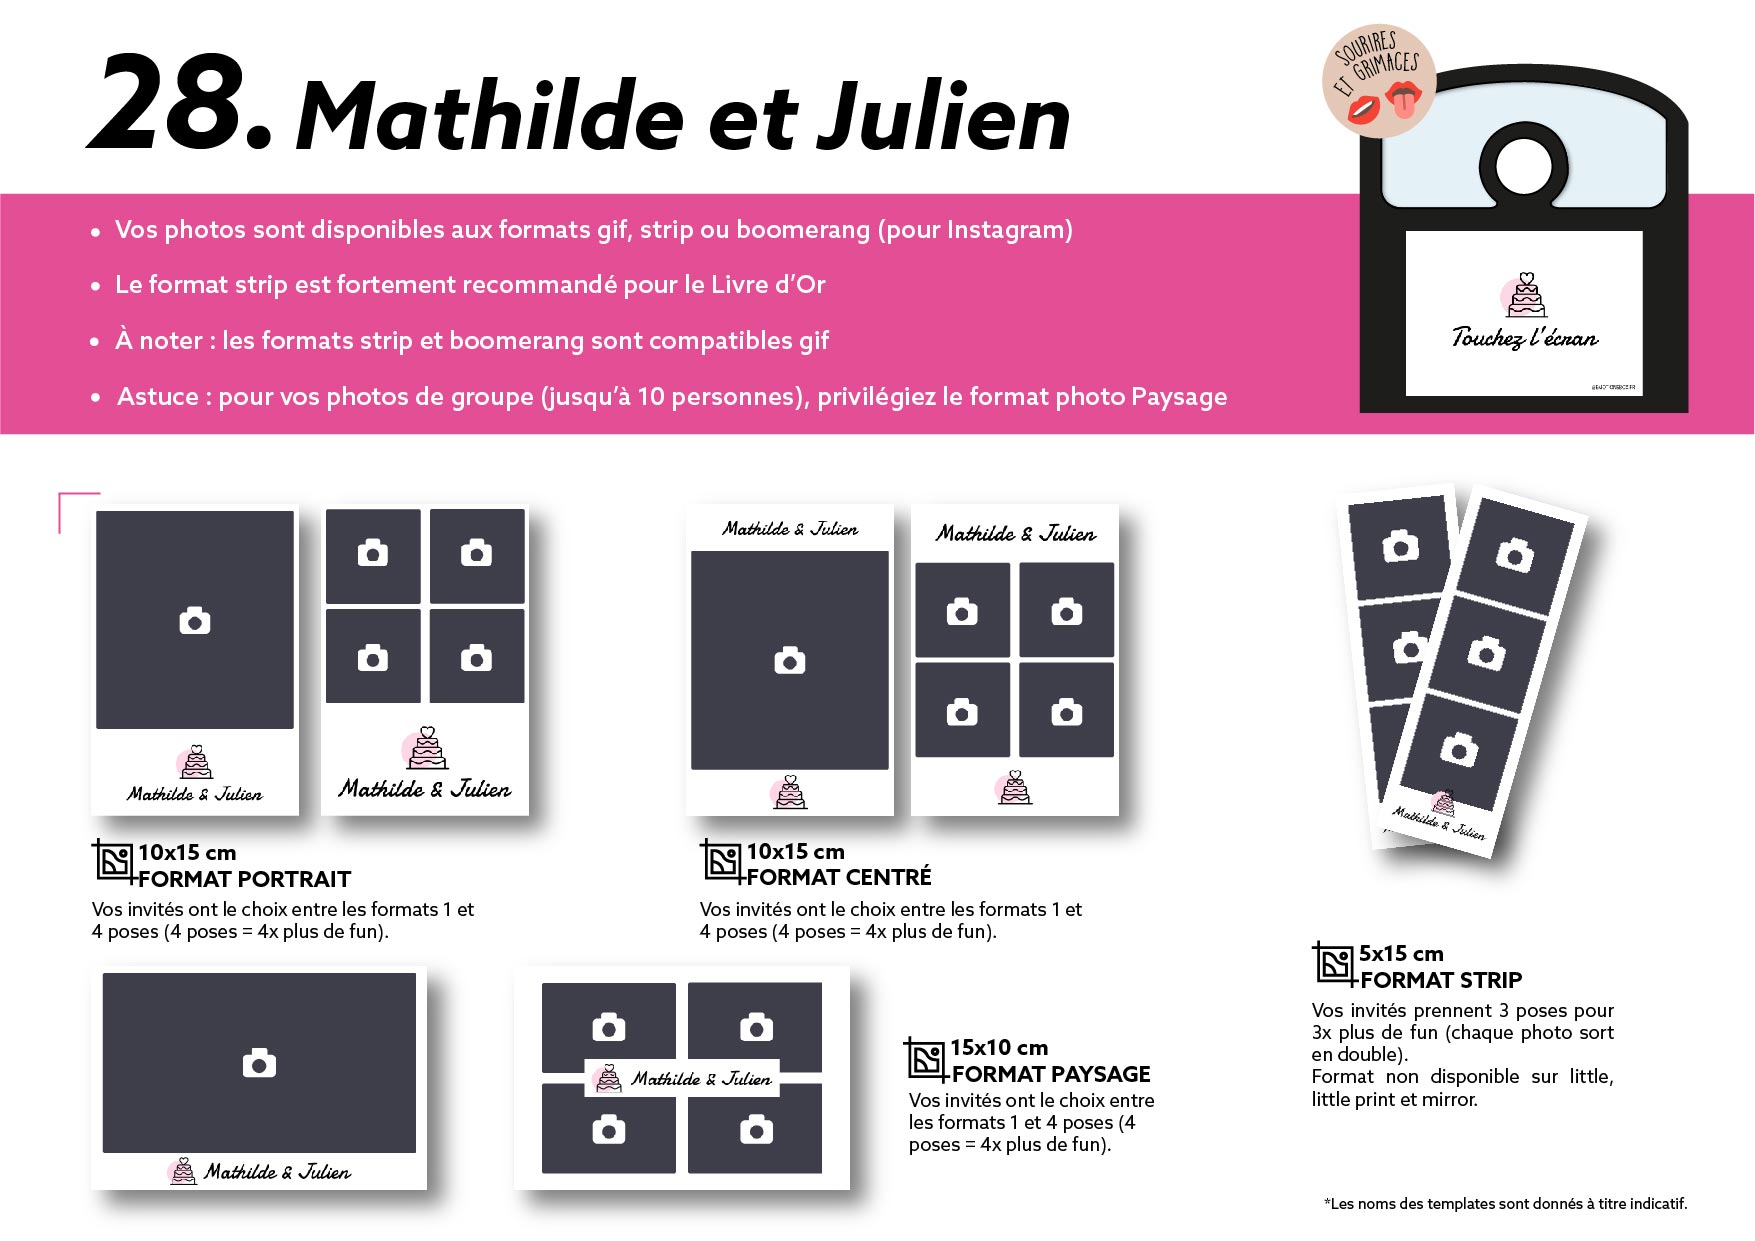 28. Mathilde et Julien
SOURIRES
ET GRIMACES
• Vos photos sont disponibles aux formats gif, strip ou boomerang (pour Instagram)
• Le format strip est fortement recommandé pour le Livre d'Or
• À noter : les formats strip et boomerang sont compatibles gif
• Astuce : pour vos photos de groupe (jusqu'à 10 personnes), privilégiez le format photo Paysage
Touchez l'écran
Mathilde & Julien
Mathilde & Julien
10x15 cm
FORMAT PORTRAIT
Vos invités ont le choix entre les formats 1 et
4 poses (4 poses = 4x plus de fun).
Mathilde & Julien
Mathilde & Julien
10x15 cm
FORMAT CENTRÉ
Vos invités ont le choix entre les formats 1 et
4 poses (4 poses = 4x plus de fun).
Mathilde & Julien
5x15 cm
FORMAT STRIP
Vos invités prennent 3 poses pour
3x plus de fun (chaque photo sort
en double).
Format non disponible sur little,
little print et mirror.
Mathilde & Julien
Mathilde & Julien
15x10 cm
FORMAT PAYSAGE
Vos invités ont le choix entre
les formats 1 et 4 poses (4
poses = 4x plus de fun).
*Les noms des templates sont donnés à titre indicatif.